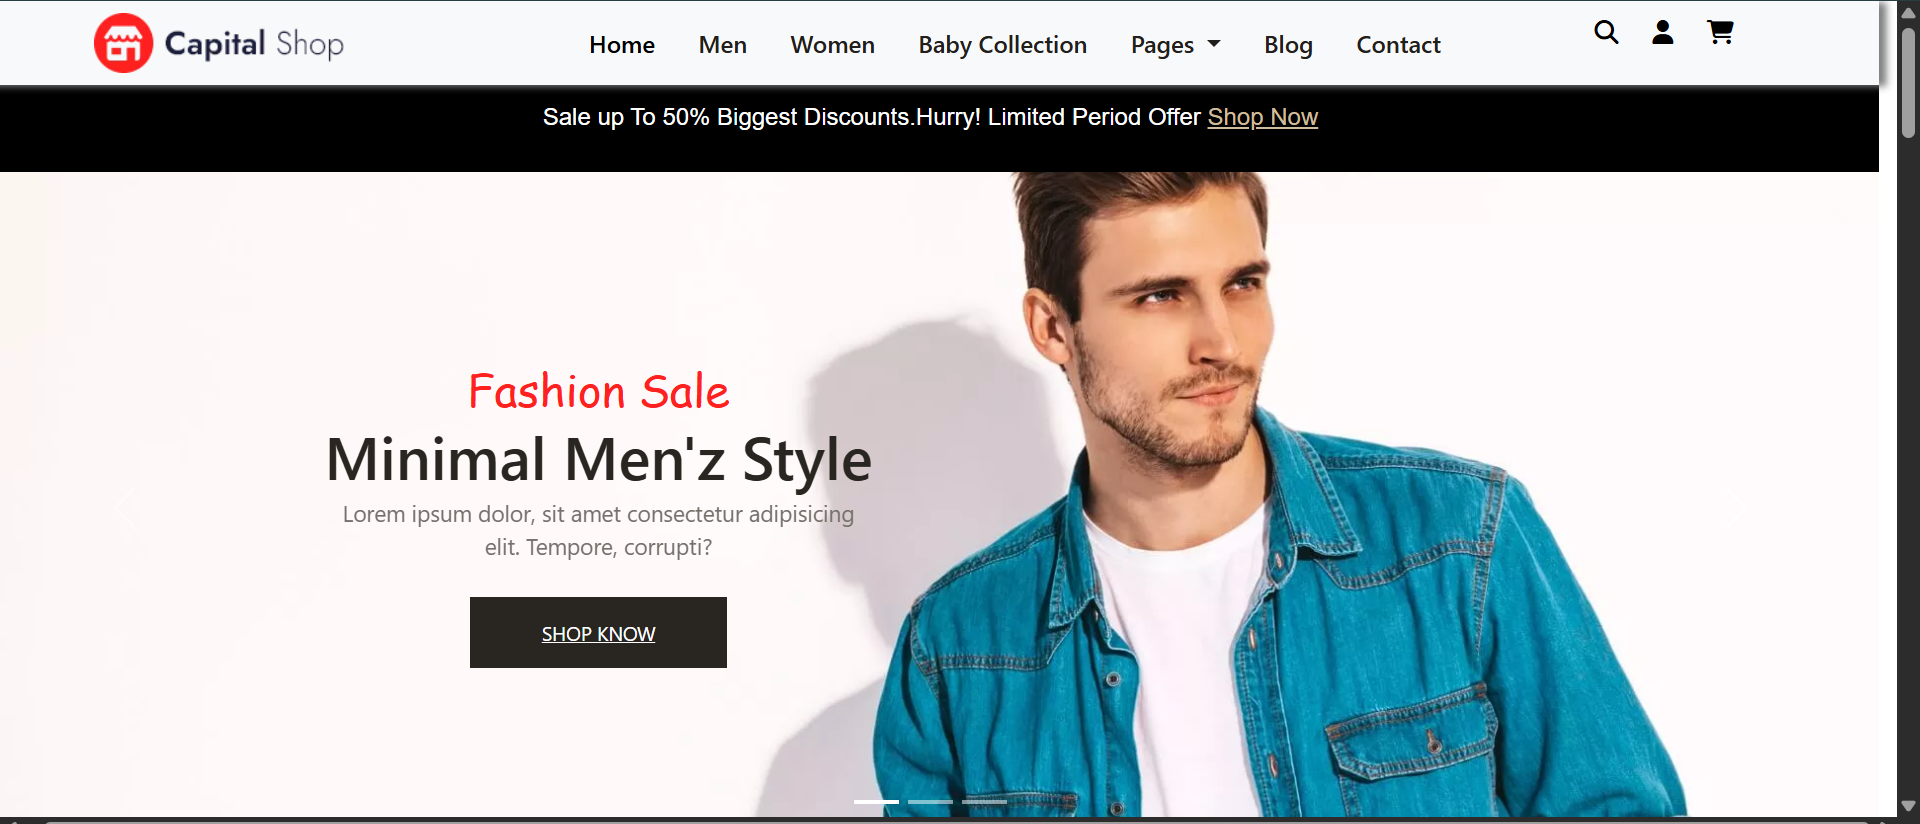 Capital Shop
Home Men Women Baby Collection Pages Blog Contact
Sale up To 50% Biggest Discounts.Hurry! Limited Period Offer Shop Now
Fashion Sale
Minimal Men'z Style
Lorem ipsum dolor, sit amet consectetur adipisicing
elit. Tempore, corrupti?
SHOP KNOW